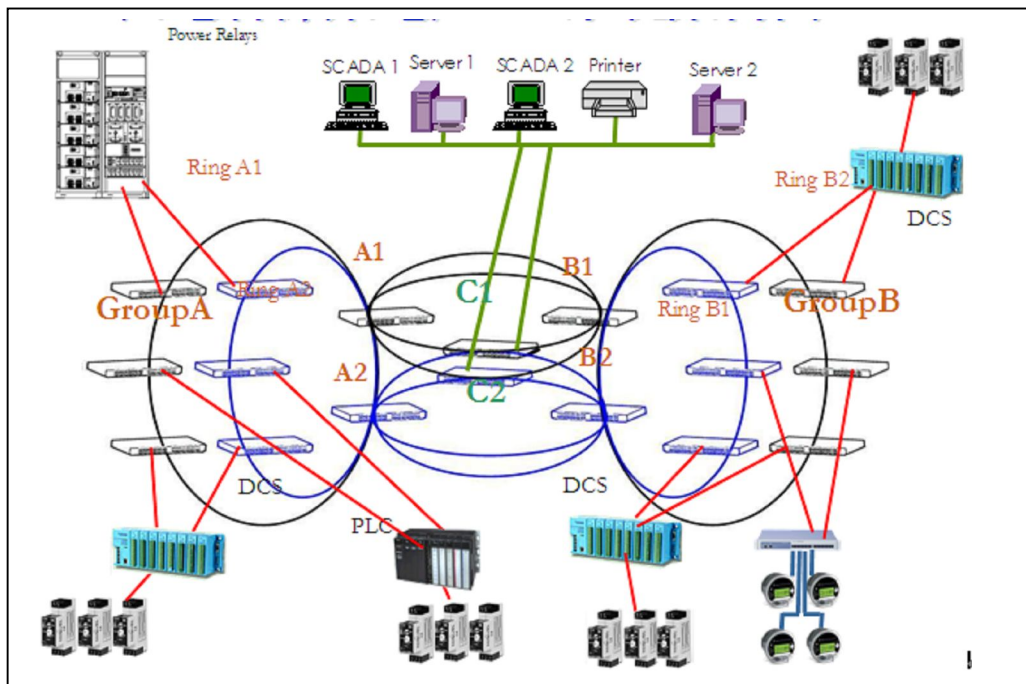 Power Relays
SCADA 1
Server 1
SCADA 2
Printer
Server 2
Ring A1
Ring B2
DCS
A1
B1
C1
GroupA
Ring A2
Ring B1
GroupB
A2
B2
C2
DCS
DCS
PLC